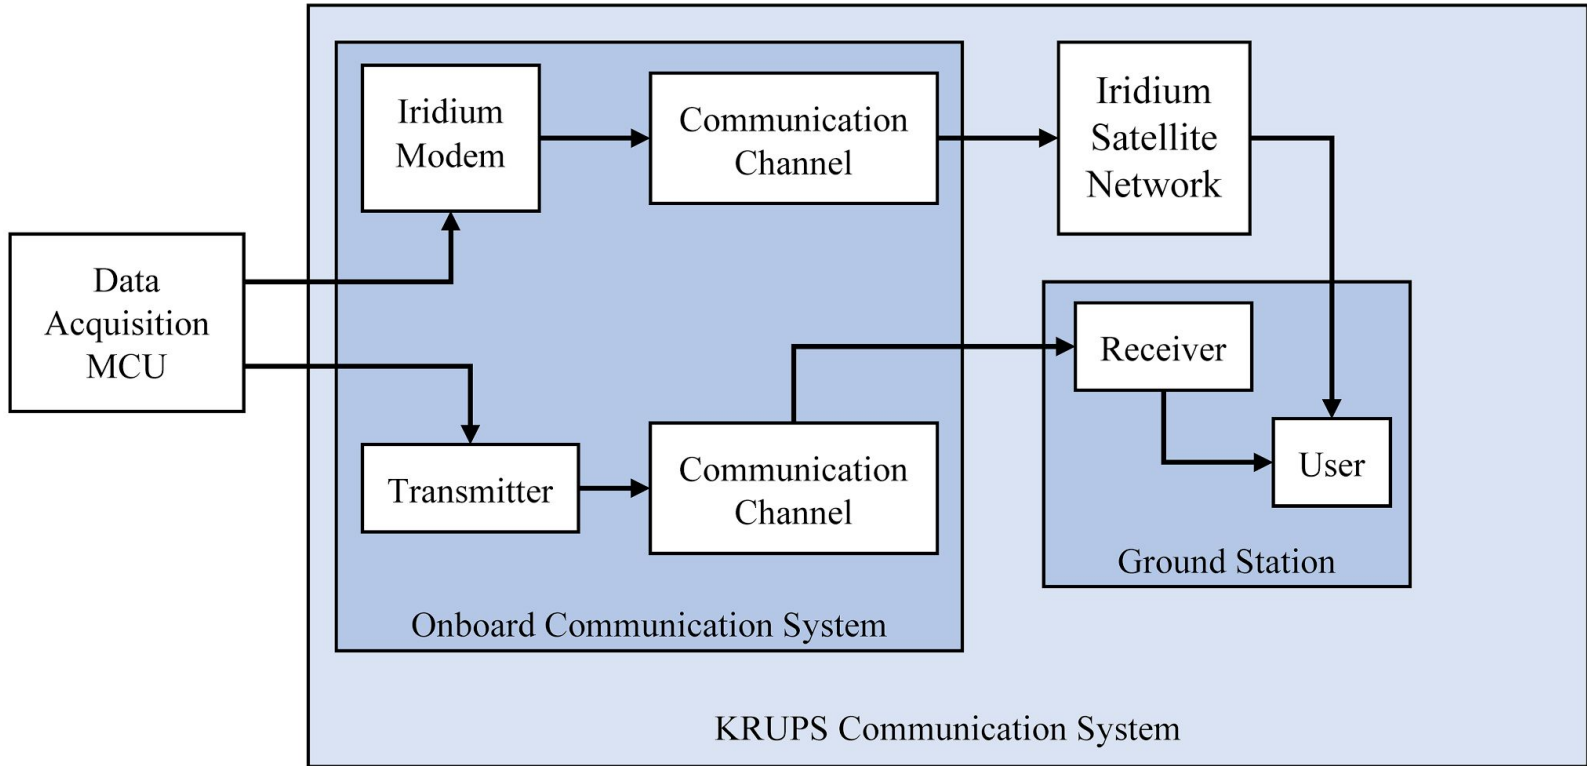 Data
Acquisition
MCU
Iridium
Modem
Communication
Channel
Iridium
Satellite
Network
Transmitter
Communication
Channel
Receiver
User
Ground Station
Onboard Communication System
KRUPS Communication System